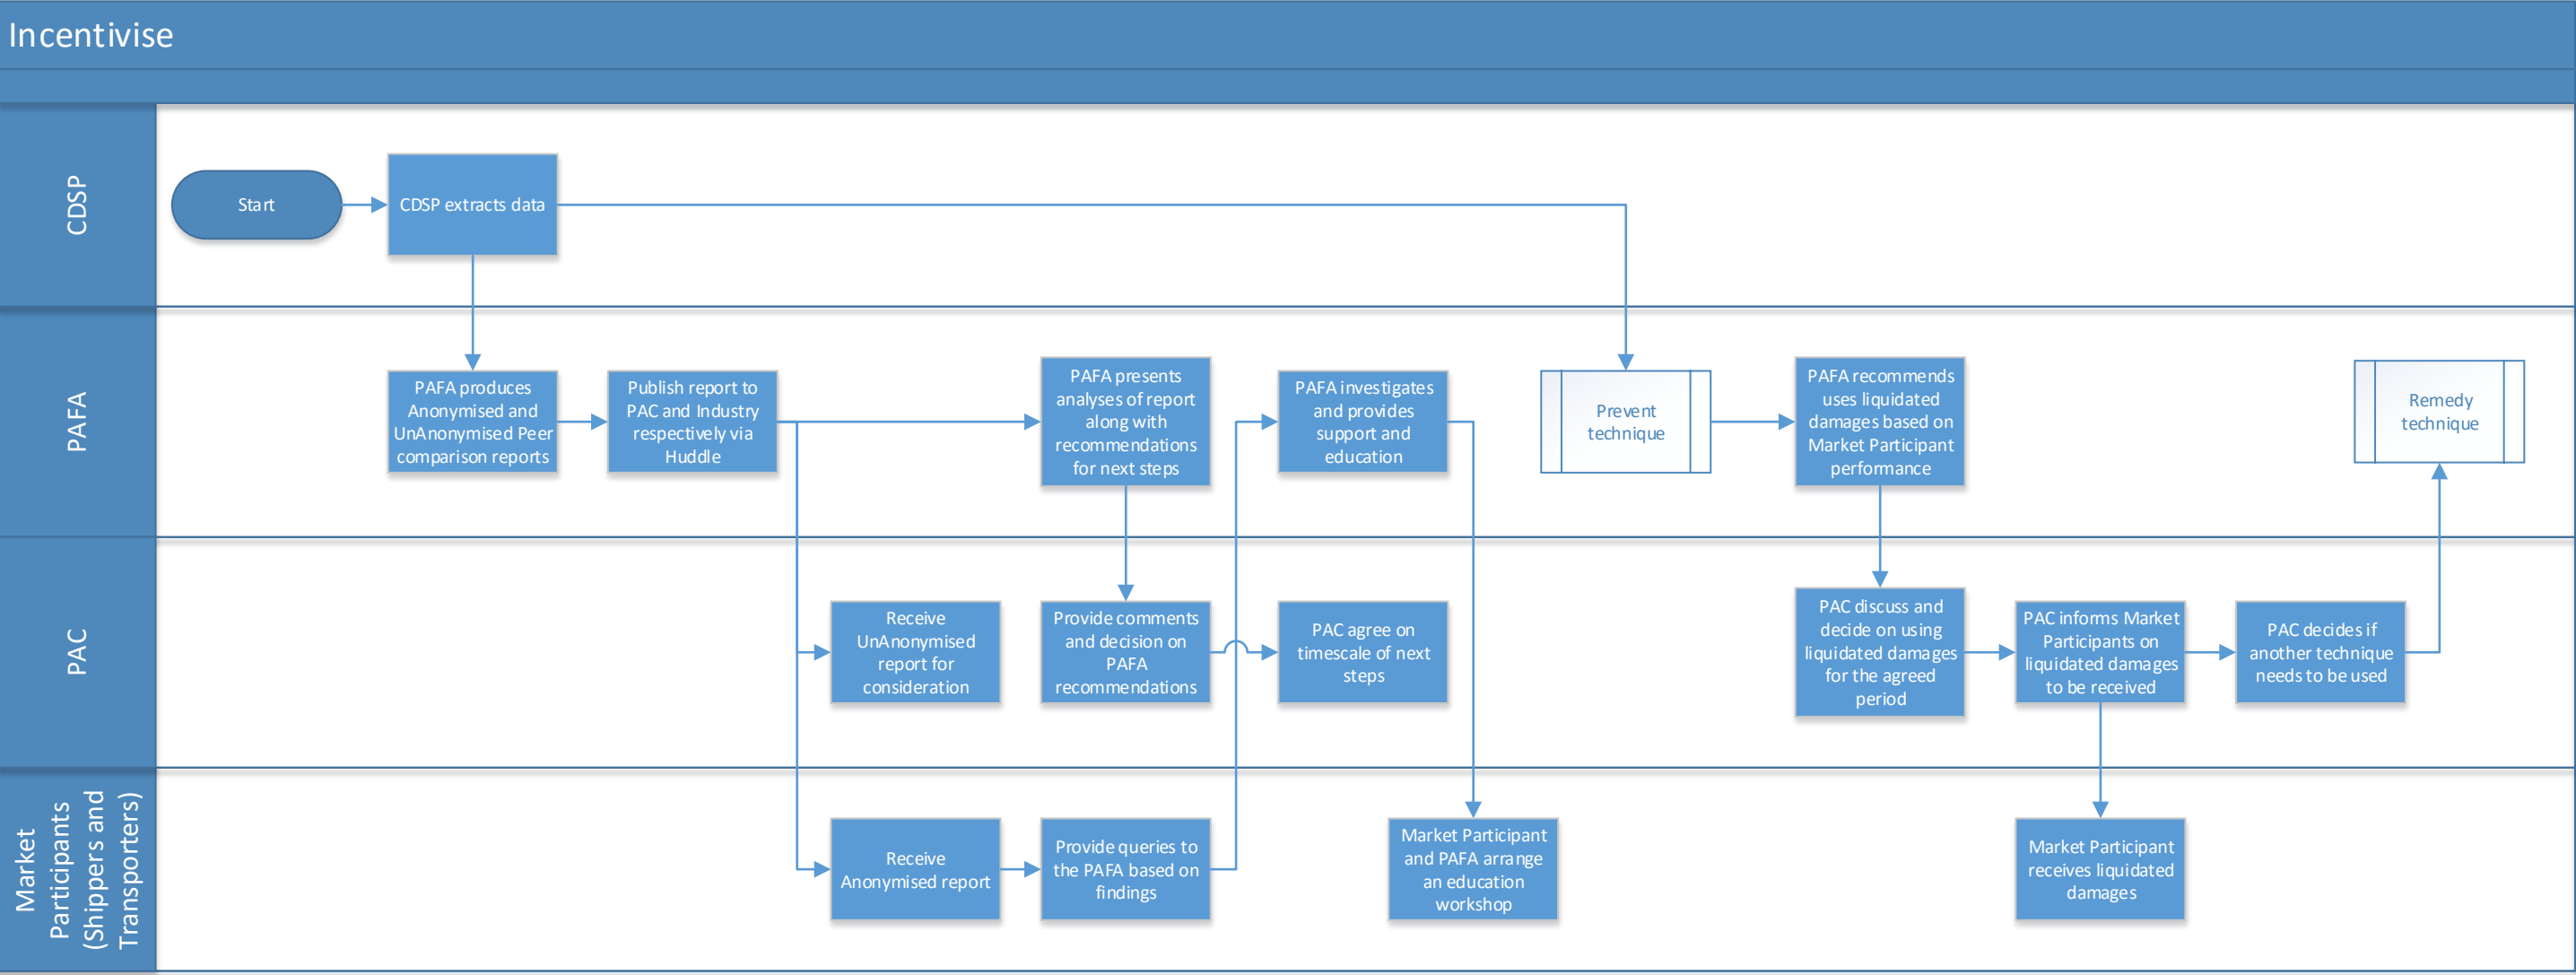 Incentivise
CDSP
Start
CDSP extracts data
PAFA
PAFA produces
Anonymised and
UnAnonymised Peer
comparison reports
Publish report to
PAC and Industry
respectively via
Huddle
PAFA presents
analyses of report
along with
recommendations
for next steps
PAFA investigates
and provides
support and
education
Prevent
technique
PAFA recommends
uses liquidated
damages based on
Market Participant
performance
Remedy
technique
PAC
Receive
UnAnonymised
report for
consideration
Provide comments
and decision on
PAFA
recommendations
PAC agree on
timescale of next
steps
PAC discuss and
decide on using
liquidated damages
for the agreed
period
PAC informs Market
Participants on
liquidated damages
to be received
PAC decides if
another technique
needs to be used
Market
Participants
(Shippers and
Transporters)
Receive
Anonymised report
Provide queries to
the PAFA based on
findings
Market Participant
and PAFA arrange
an education
workshop
Market Participant
receives liquidated
damages